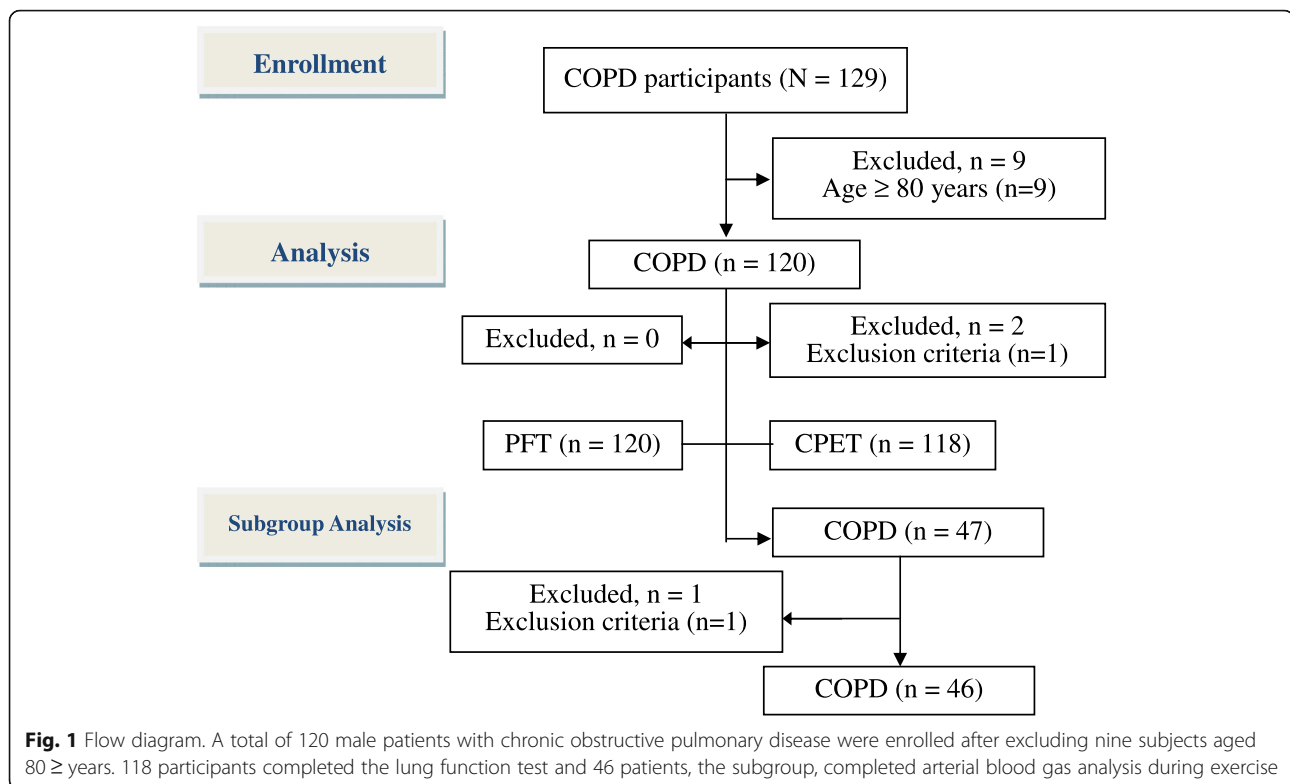 Enrollment
COPD participants (N = 129)
Excluded, n = 9
Age ≥ 80 years (n=9)
Analysis
COPD (n = 120)
Excluded, n = 0
Excluded, n = 2
Exclusion criteria (n=1)
PFT (n = 120)
CPET (n = 118)
Subgroup Analysis
COPD (n = 47)
Excluded, n = 1
Exclusion criteria (n=1)
COPD (n = 46)
Fig. 1 Flow diagram. A total of 120 male patients with chronic obstructive pulmonary disease were enrolled after excluding nine subjects aged
80 ≥ years. 118 participants completed the lung function test and 46 patients, the subgroup, completed arterial blood gas analysis during exercise